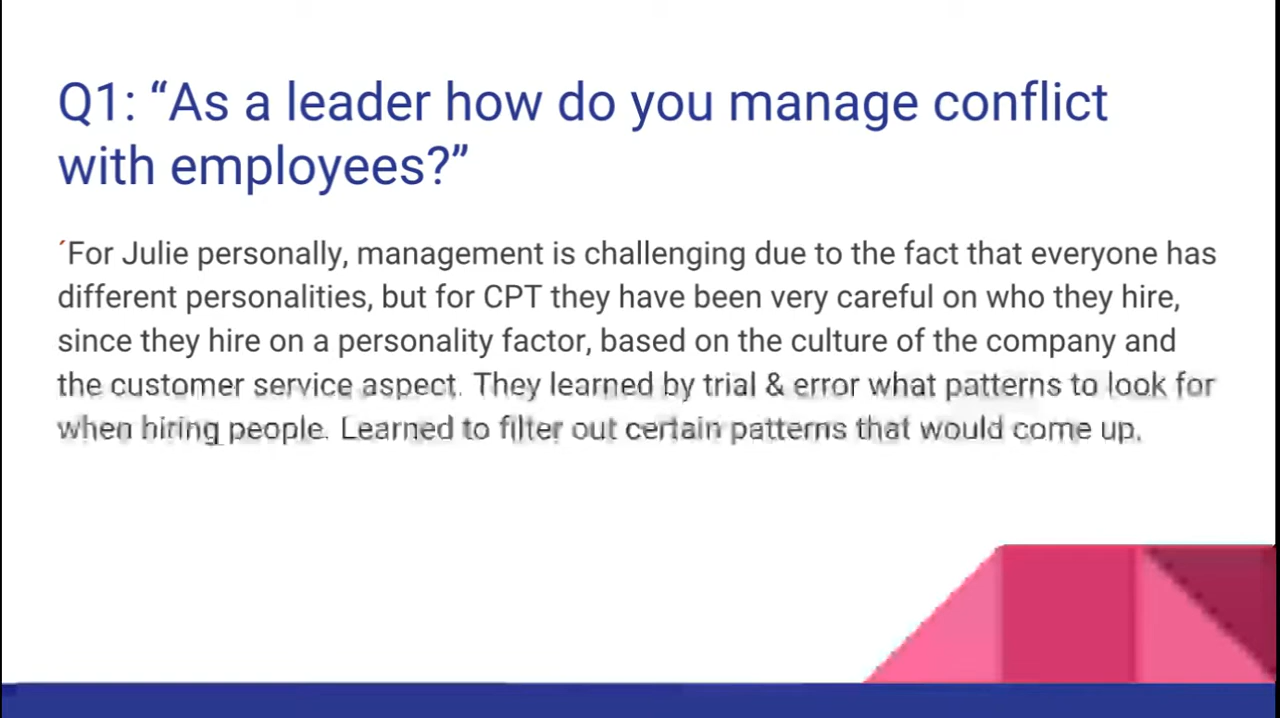 Q1: “As a leader how do you manage conflict
with employees?”
´For Julie personally, management is challenging due to the fact that everyone has
different personalities, but for CPT they have been very careful on who they hire,
since they hire on a personality factor, based on the culture of the company and
the customer service aspect. They learned by trial & error what patterns to look for
when hiring people. Learned to filter out certain patterns that would come up.